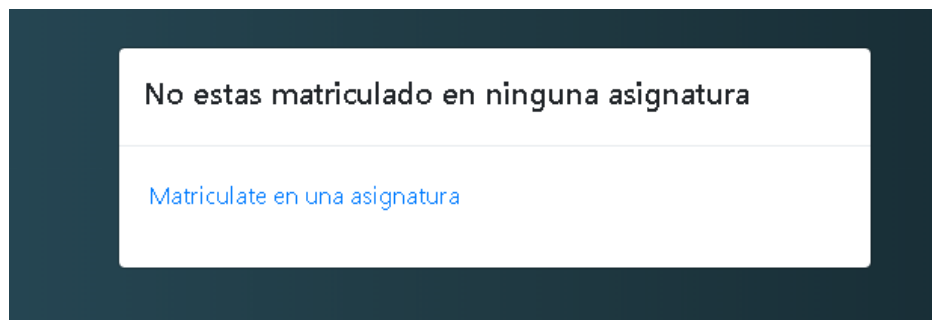 No estas matriculado en ninguna asignatura
Matriculate en una asignatura